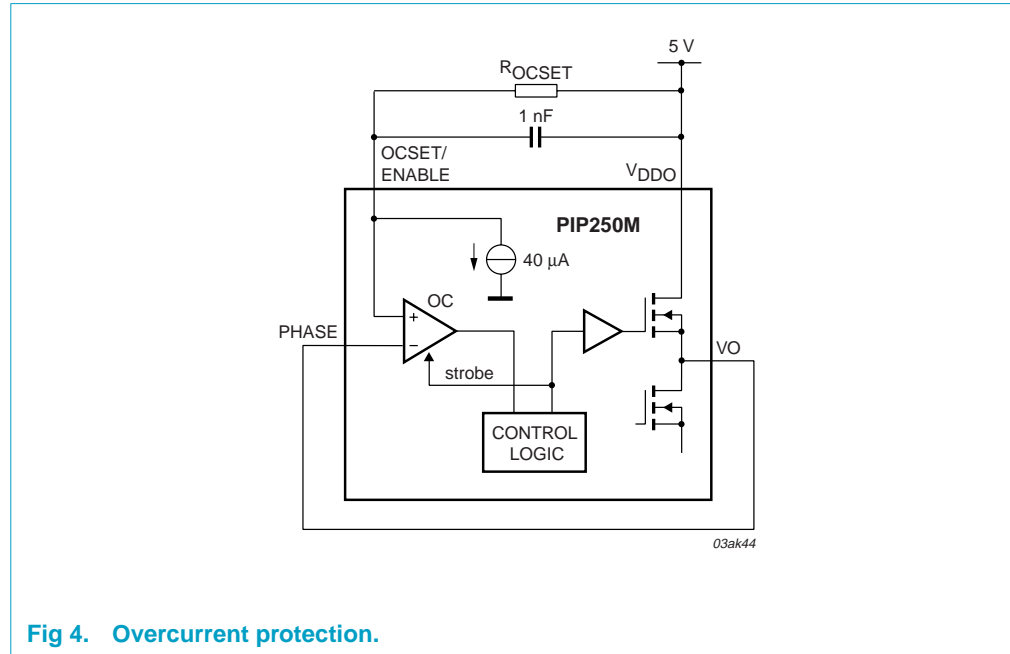 5 V
ROCSET
1 nF
OCSET/
ENABLE
VDDO
PIP250M
40 µA
OC
+
PHASE
−
VO
strobe
CONTROL
LOGIC
03ak44
Fig 4. Overcurrent protection.